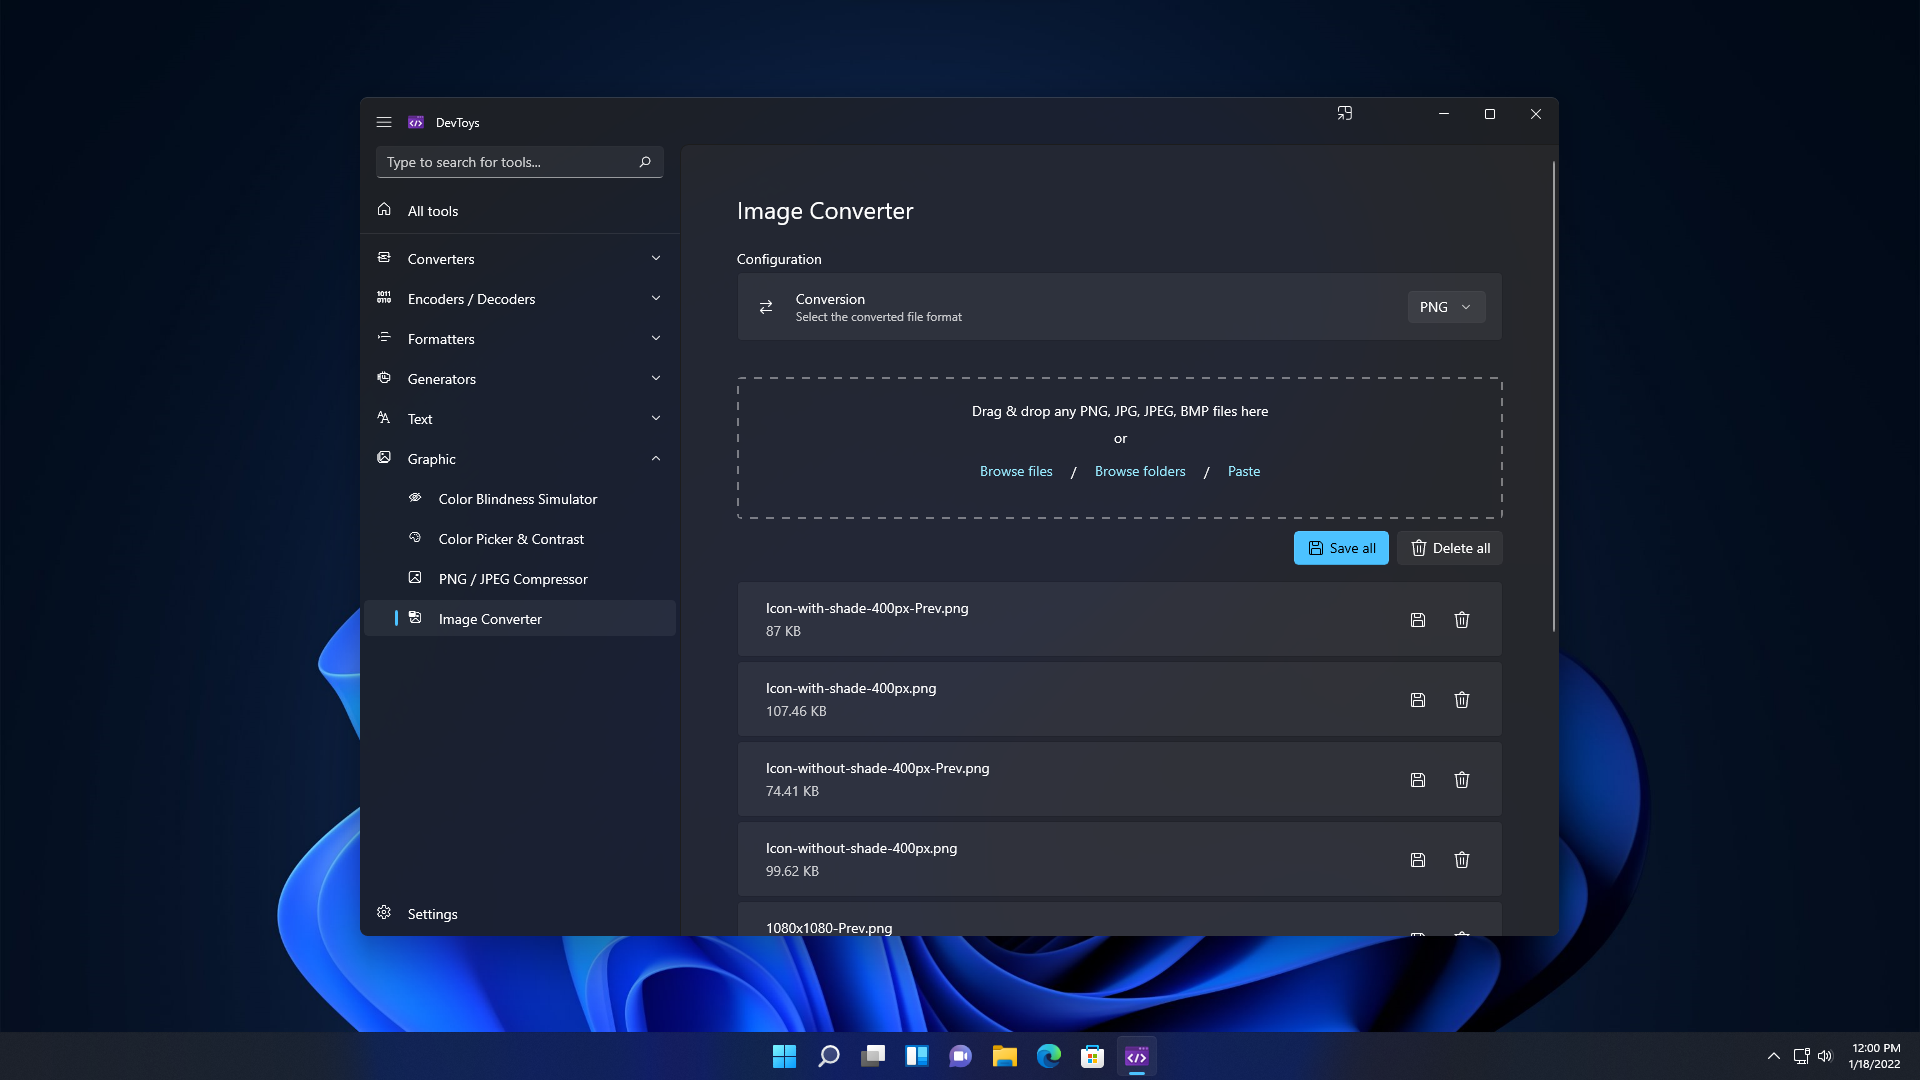 DevToys
Type to search for tools...
All tools
Converters
Encoders / Decoders
Formatters
Generators
Text
Graphic
Color Blindness Simulator
Color Picker & Contrast
PNG / JPEG Compressor
Image Converter
Settings
Image Converter
Configuration
Conversion
Select the converted file format
PNG
Drag & drop any PNG, JPG, JPEG, BMP files here
or
Browse files / Browse folders / Paste
Save all
Delete all
Icon-with-shade-400px-Prev.png
87 KB
Icon-with-shade-400px.png
107.46 KB
Icon-without-shade-400px-Prev.png
74.41 KB
Icon-without-shade-400px.png
99.62 KB
1080x1080-Prev.png
12:00 PM
1/18/2022